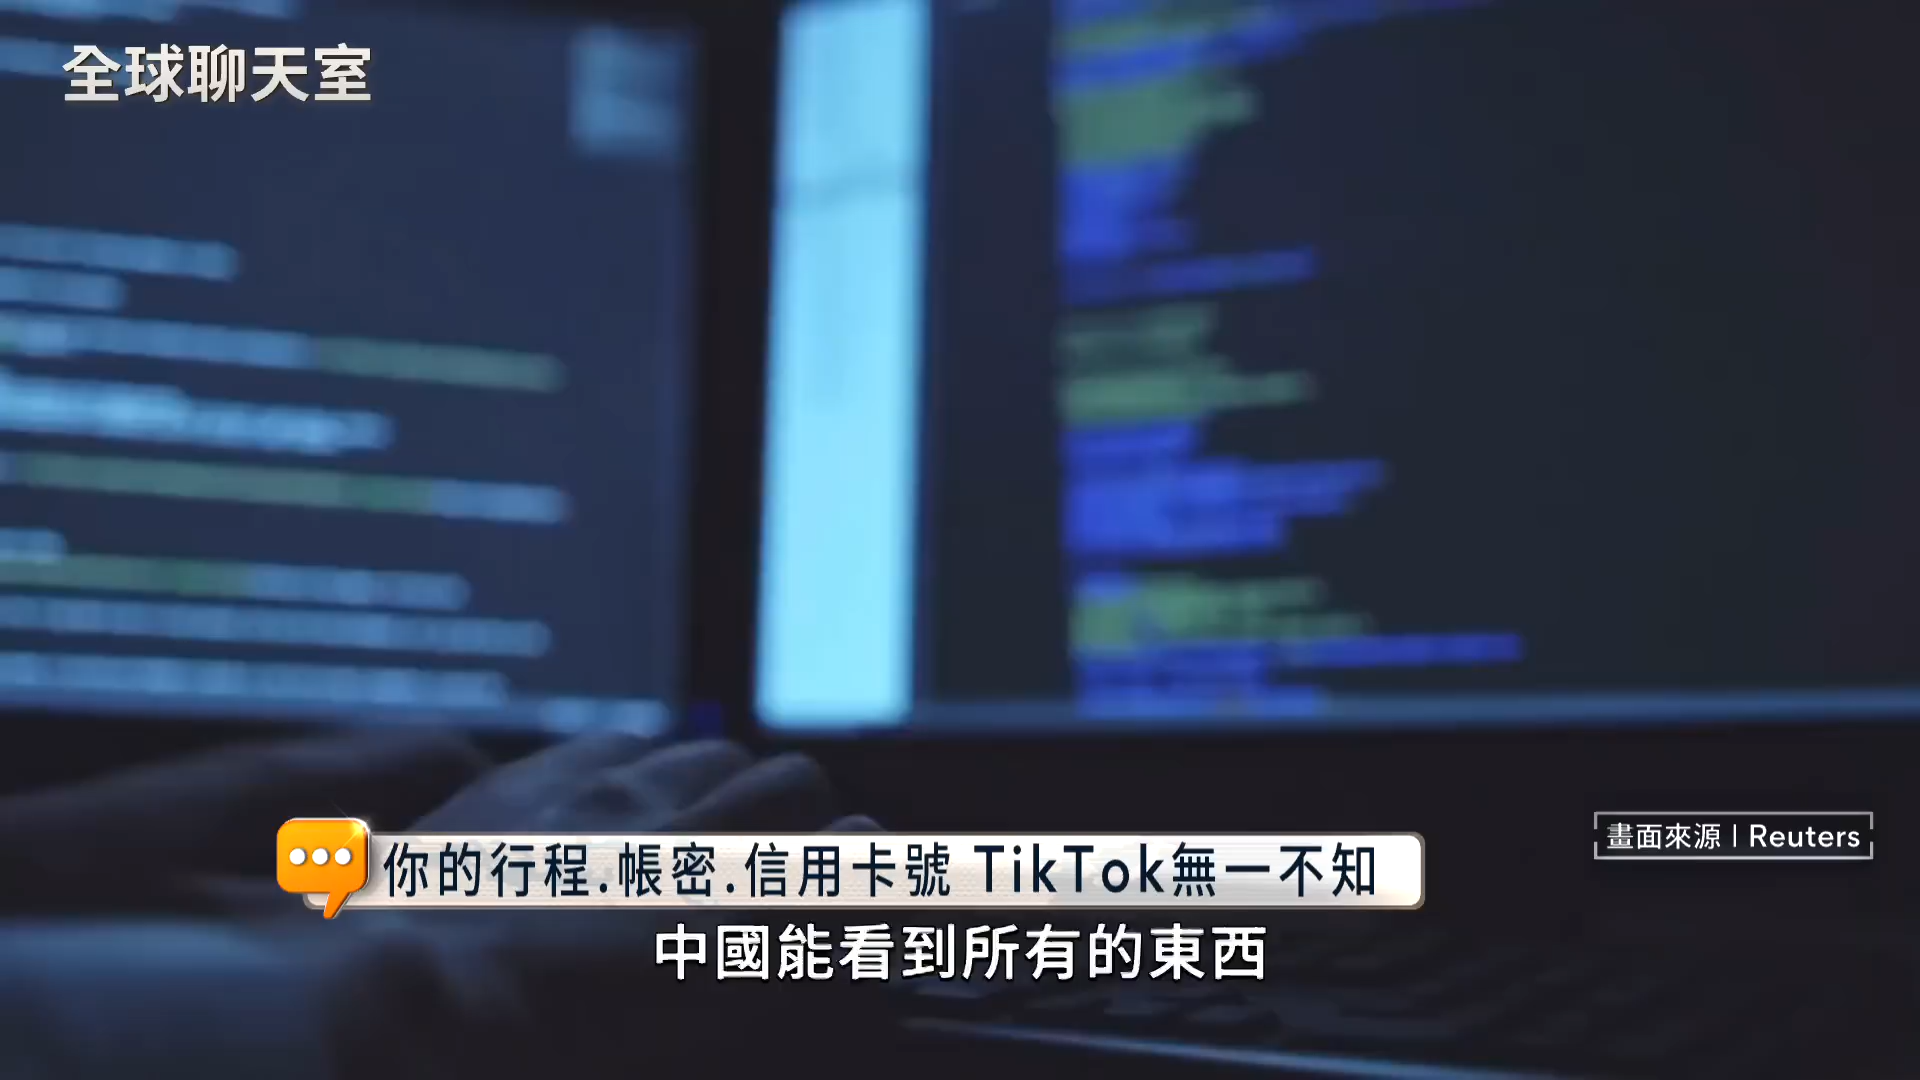 全球聊天室
畫面來源 | Reuters
你的行程.帳密.信用卡號 TikTok無一不知
中國能看到所有的東西